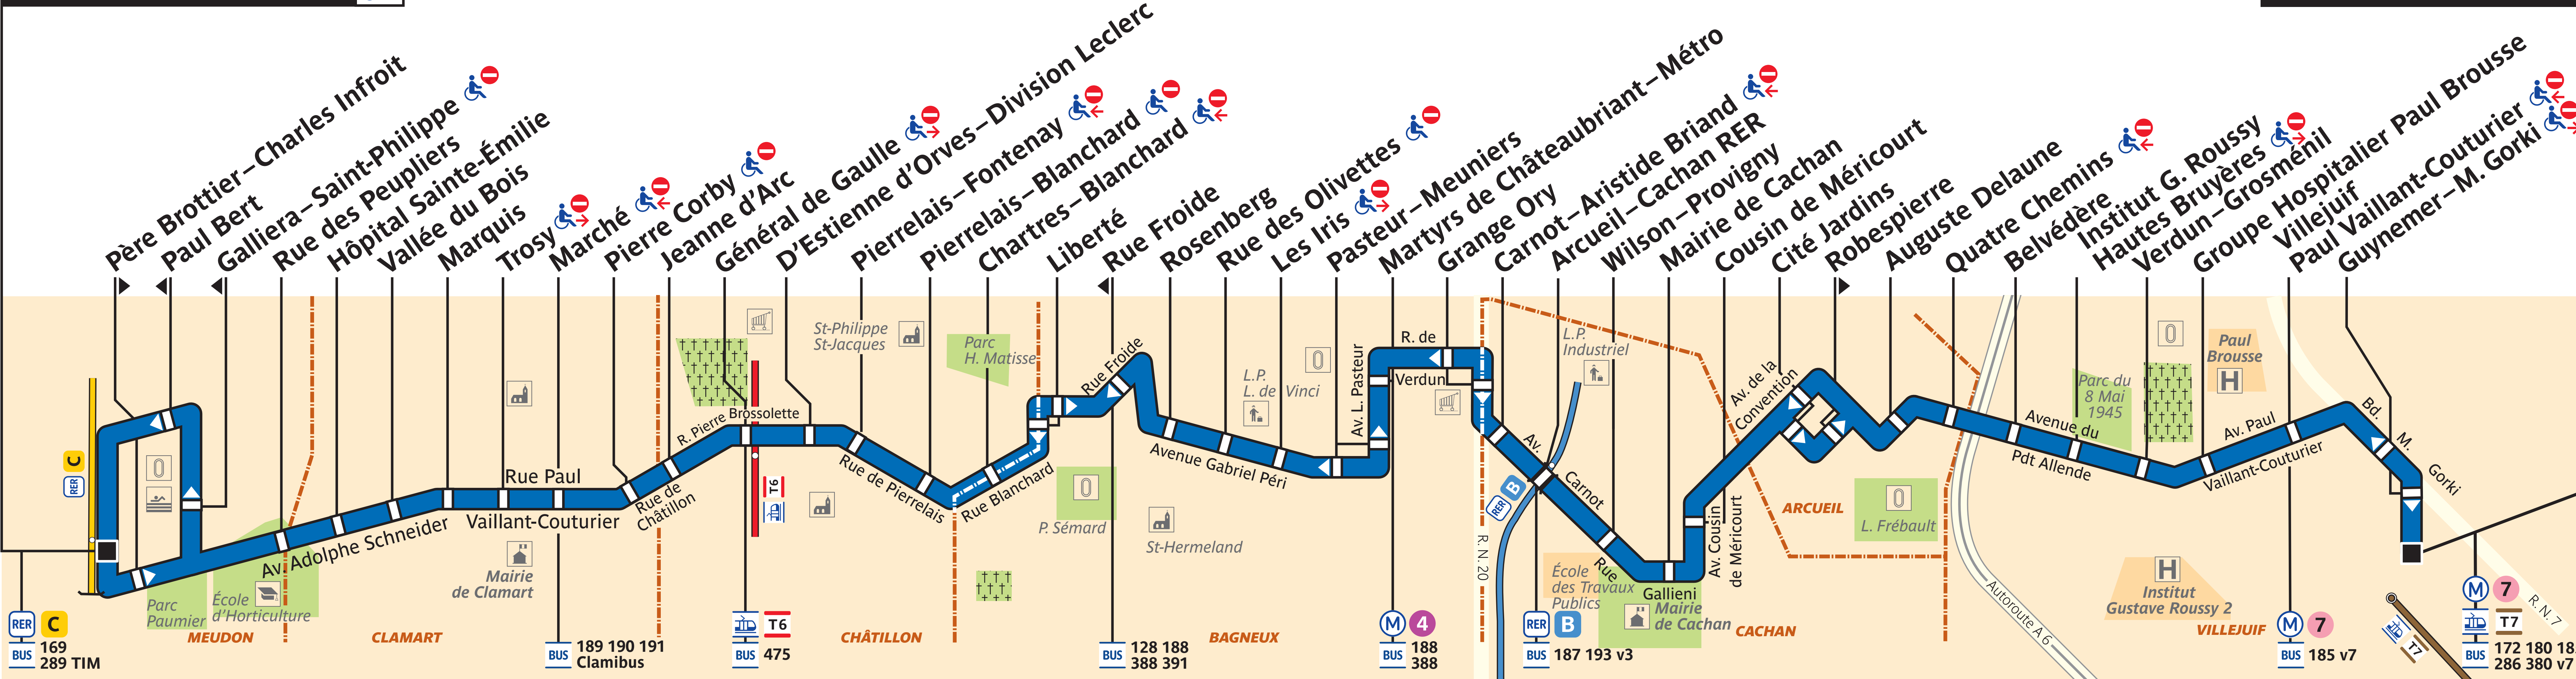 Père Brottier–Charles Infroit
Paul Bert
Galliera–Saint-Philippe
Rue des Peupliers
Hôpital Sainte-Émilie
Vallée du Bois
Marquis
Trosy
Marché
Pierre Corby
Jeanne d’Arc
Général de Gaulle
D’Estienne d’Orves–Division Leclerc
Pierrelais–Fontenay
Pierrelais–Blanchard
Chartres–Blanchard
Liberté
Rue Froide
Rosenberg
Rue des Olivettes
Les Iris
Pasteur–Meuniers
Martyrs de Châteaubriant–Métro
Grange Ory
Carnot–Aristide Briand
Arcueil–Cachan RER
Wilson–Provigny
Mairie de Cachan
Cousin de Méricourt
Cité Jardins
Robespierre
Auguste Delaune
Quatre Chemins
Belvédère
Institut G. Roussy
Hautes Bruyères
Verdun–Grosménil
Groupe Hospitalier Paul Brousse
Villejuif
Paul Vaillant-Couturier
Guynemer–M. Gorki
RER C
Parc
Paumier
École
d’Horticulture
MEUDON
Av. Adolphe Schneider
CLAMART
Rue Paul
Vaillant-Couturier
Mairie
de Clamart
Rue de
Châtillon
R. Pierre Brossolette
T6
St-Philippe
St-Jacques
Parc
H. Matisse
Rue de Pierrelais
Rue Blanchard
CHÂTILLON
Rue Froide
P. Sémard
St-Hermeland
Avenue Gabriel Péri
L.P.
L. de Vinci
BAGNEUX
Av. L. Pasteur
R. de
Verdun
R. N. 20
RER B
L.P.
Industriel
Av. Carnot
École
des Travaux
Publics
Rue
Gallieni
Mairie
de Cachan
CACHAN
Av. Cousin
de Méricourt
Av. de la
Convention
ARCUEIL
L. Frébault
Autoroute A 6
Avenue du
Pdt Allende
Parc du
8 Mai
1945
Paul
Brousse
H
Av. Paul
Vaillant-Couturier
H
Institut
Gustave Roussy 2
VILLEJUIF
Bd. M. Gorki
R. N. 7
T7
RER C
BUS 169
289 TIM
BUS 189 190 191
Clamibus
T6
BUS 475
BUS 128 188
388 391
M 4
BUS 188
388
RER B
BUS 187 193 v3
M 7
BUS 185 v7
M 7
T7
BUS 172 180 18
286 380 v7